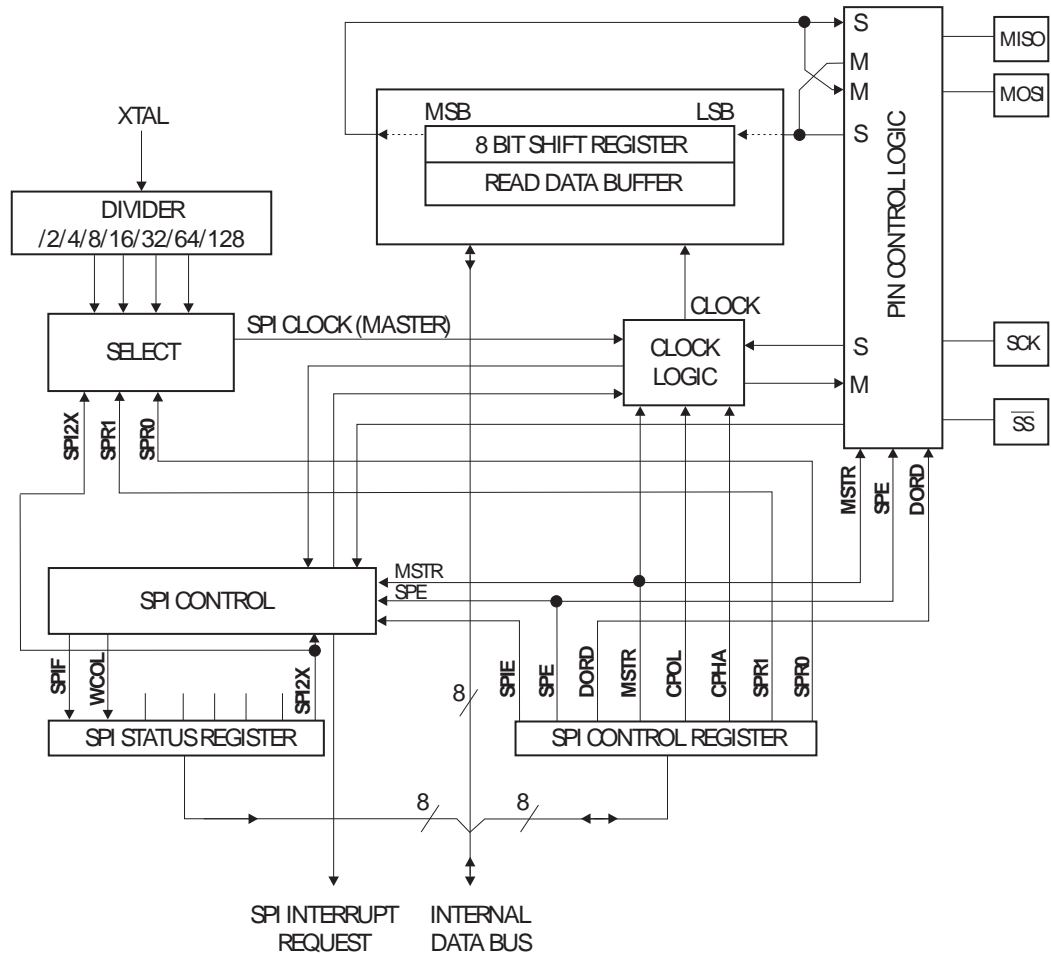 S
MISO
M
M
MOSI
MSB
LSB
XTAL
8 BIT SHIFT REGISTER
S
READ DATA BUFFER
DIVIDER
/2/4/8/16/32/64/128
PIN CONTROL LOGIC
CLOCK
SPI CLOCK (MASTER)
SELECT
CLOCK
LOGIC
S
SCK
M
SS
SPI2X
SPR1
SPR0
MSTR
SPE
DORD
MSTR
SPE
SPI CONTROL
SPIF
WCOL
SPI2X
SPIE
SPE
DORD
MSTR
CPOL
CPHA
SPR1
SPR0
8
SPI STATUS REGISTER
SPI CONTROL REGISTER
8
8
SPI INTERRUPT
REQUEST
INTERNAL
DATA BUS